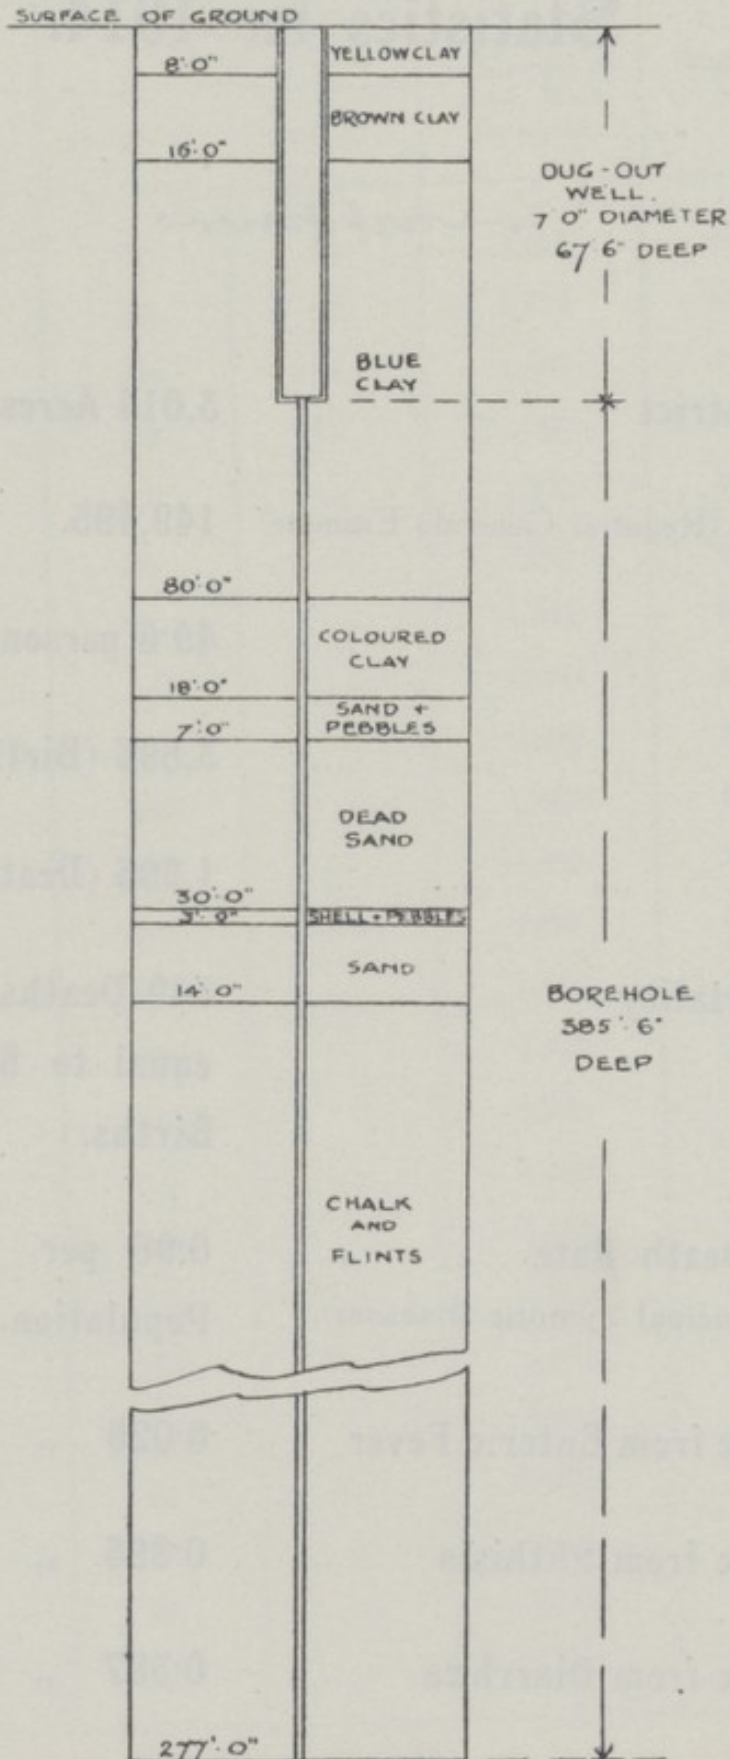 SURFACE OF GROUND
YELLOW CLAY
8'·0"
BROWN CLAY
16'·0"
DUG-OUT
WELL.
7'0" DIAMETER
67'6" DEEP
BLUE
CLAY
80'·0"
COLOURED
CLAY
18'·0"
SAND +
PEBBLES
7'·0"
DEAD
SAND
30'·0"
3'·0"
SHELL + PEBBLES
SAND
14'·0"
BOREHOLE
385'·6"
DEEP
CHALK
AND
FLINTS
277'·0"